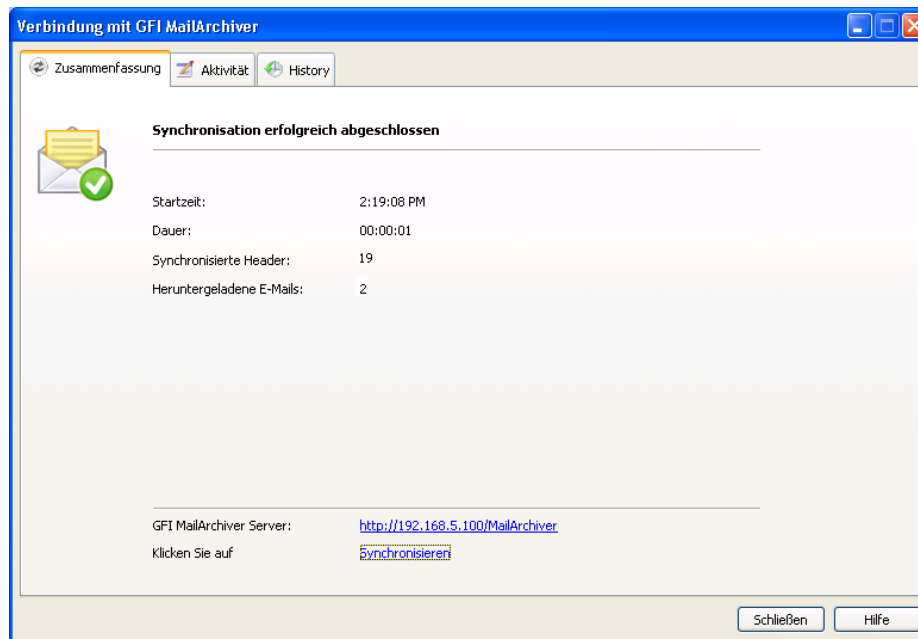 Verbindung mit GFI MailArchiver
Zusammenfassung Aktivität History
Synchronisation erfolgreich abgeschlossen
Startzeit: 2:19:08 PM
Dauer: 00:00:01
Synchronisierte Header: 19
Heruntergeladene E-Mails: 2
GFI MailArchiver Server: http://192.168.5.100/MailArchiver
Klicken Sie auf Synchronisieren
Schließen Hilfe